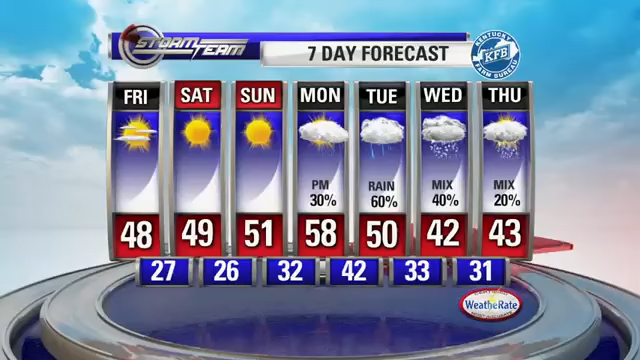 STORM TEAM
7 DAY FORECAST
KENTUCKY
KFB
FARM BUREAU
FRI SAT SUN MON TUE WED THU
PM RAIN MIX MIX
30% 60% 40% 20%
48 49 51 58 50 42 43
27 26 32 42 33 31
WeatheRate